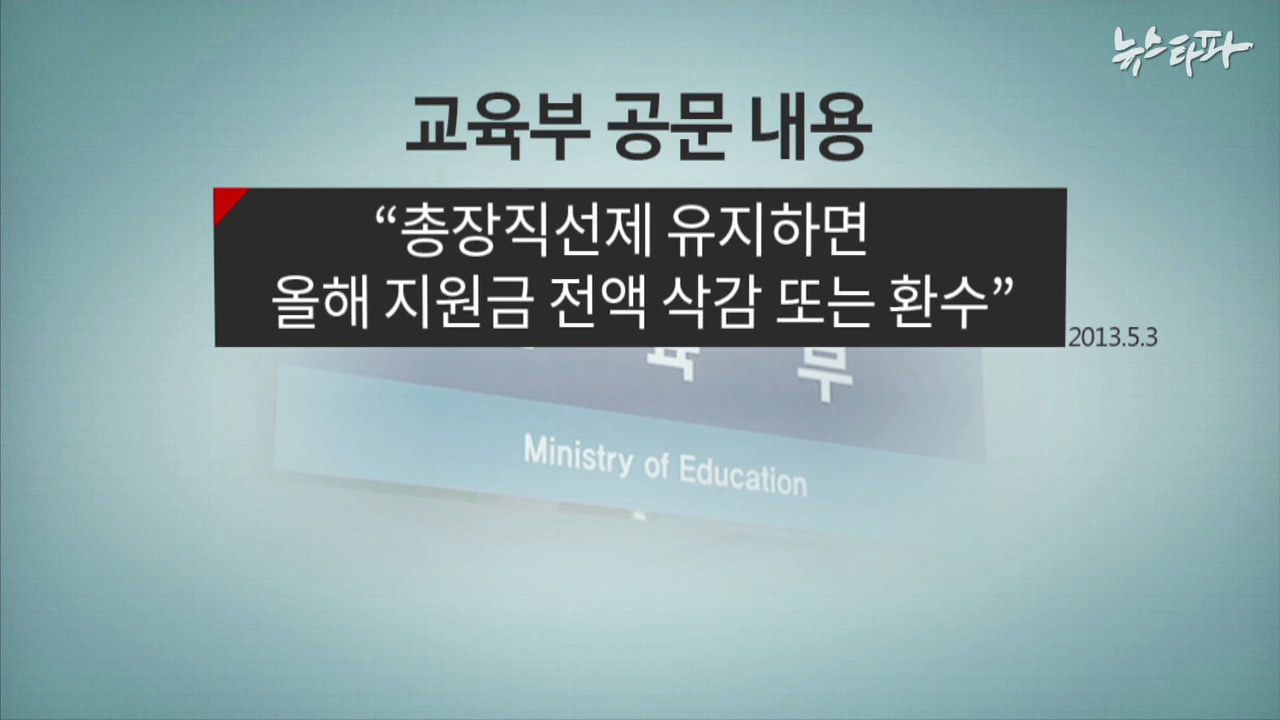 뉴스타파
교육부 공문 내용
“총장직선제 유지하면
올해 지원금 전액 삭감 또는 환수”
2013.5.3
육 부
Ministry of Education